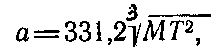 a = 331,2∛MT²,